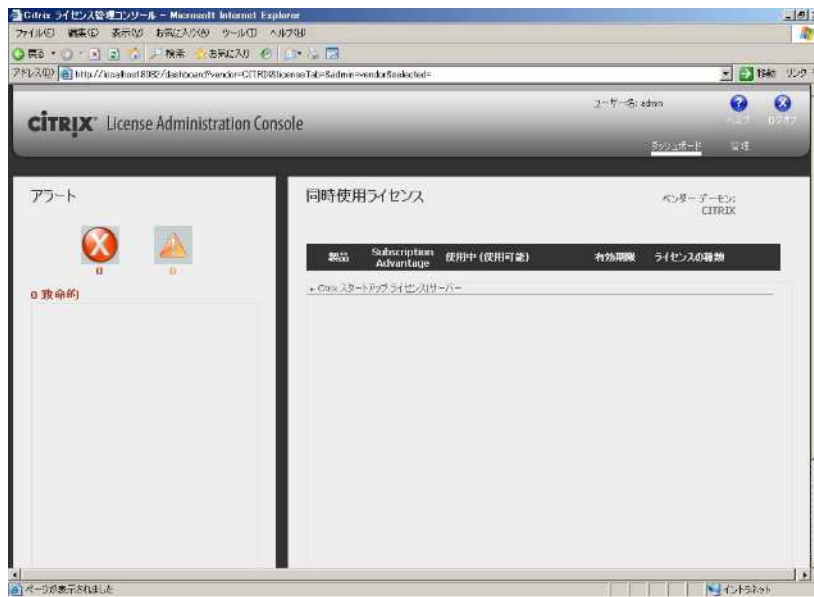 Citrix ライセンス管理コンソール - Microsoft Internet Explorer
ファイル(F) 編集(E) 表示(V) お気に入り(A) ツール(T) ヘルプ(H)
戻る 検索 お気に入り
アドレス(D) http://localhost:8082/dashboard?vendor=CITRIX&licenseTab=&admin=vendor&selected= 移動 リンク
CITRIX License Administration Console
ユーザー名: admin
ヘルプ ログオフ
ダッシュボード 管理
アラート
0 0
0 致命的
同時使用ライセンス
ベンダー デーモン:
CITRIX
製品 Subscription Advantage 使用中 (使用可能) 有効期限 ライセンスの種類
Citrix スタートアップ ライセンス|サーバー
ページが表示されました
イントラネット